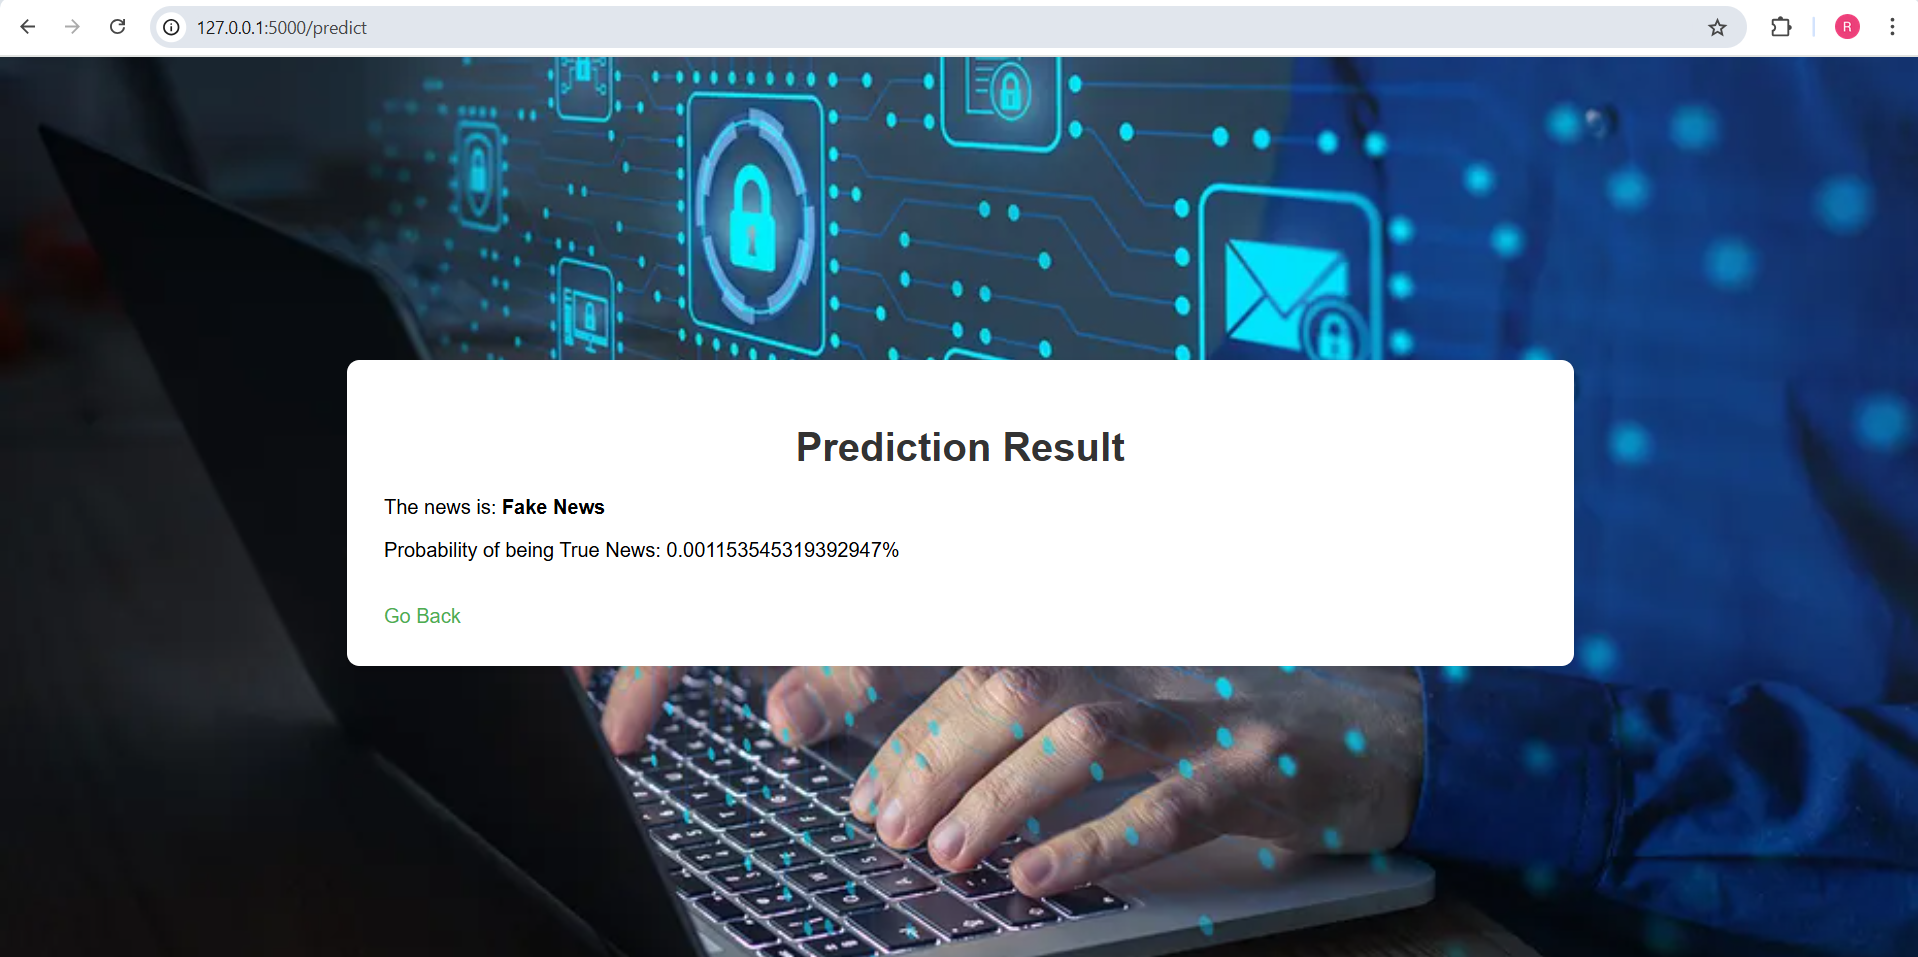 127.0.0.1:5000/predict
R
Prediction Result
The news is: Fake News
Probability of being True News: 0.001153545319392947%
Go Back